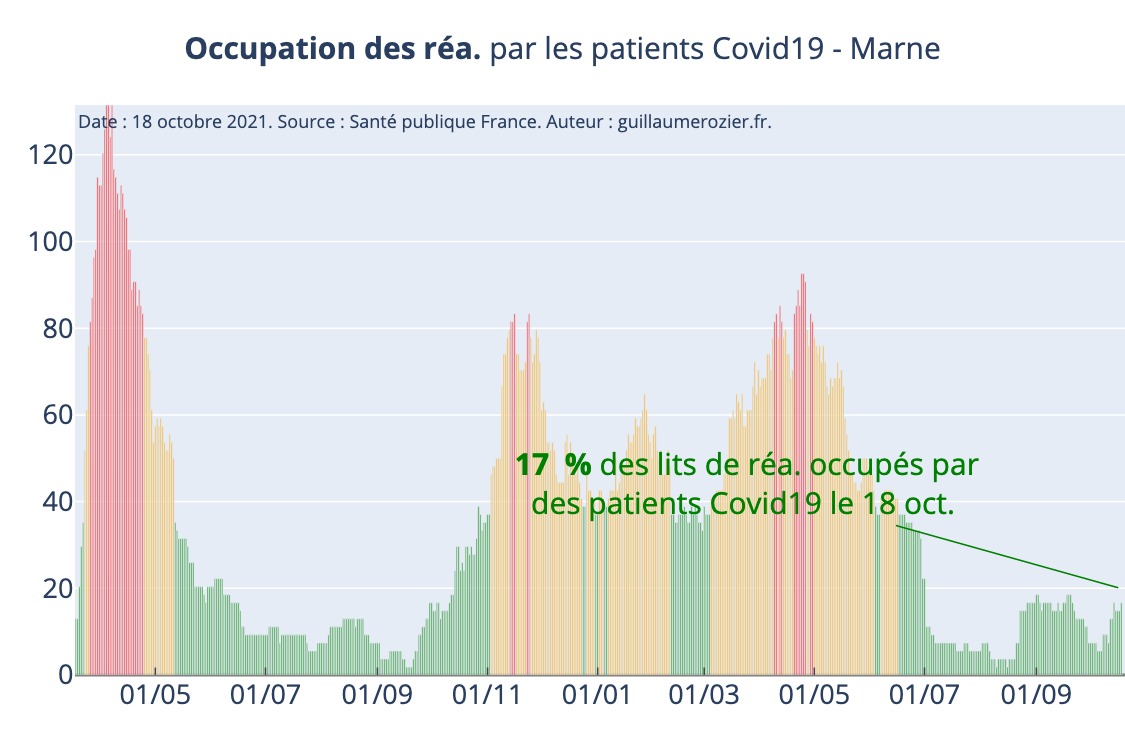 Occupation des réa. par les patients Covid19 - Marne
Date : 18 octobre 2021. Source : Santé publique France. Auteur : guillaumerozier.fr.
120
100
80
60
40
20
0
17 % des lits de réa. occupés par
des patients Covid19 le 18 oct.
01/05 01/07 01/09 01/11 01/01 01/03 01/05 01/07 01/09